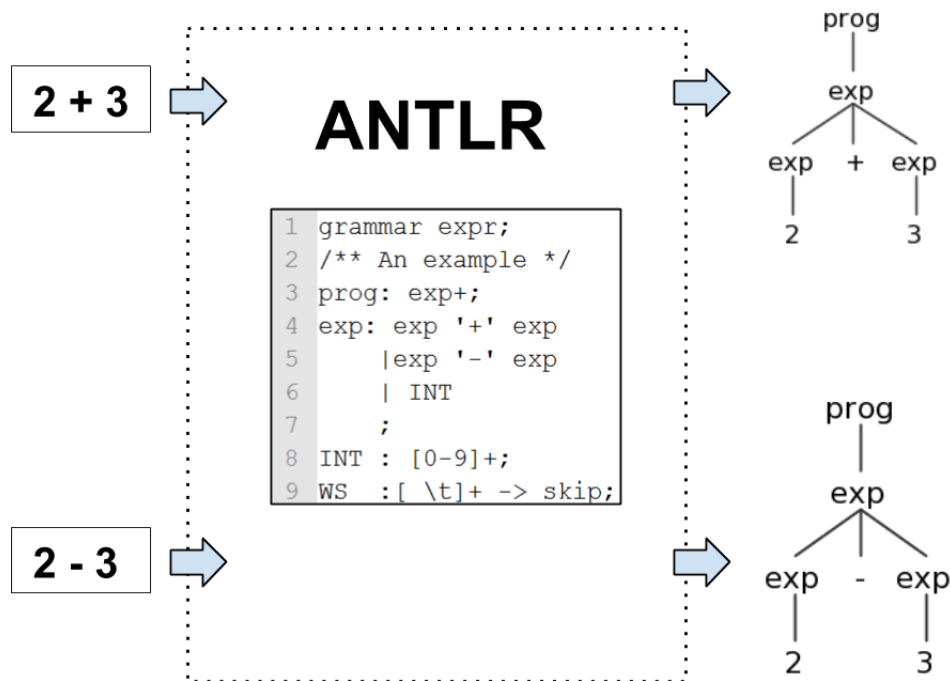 2 + 3
ANTLR
1 grammar expr;
2 /** An example */
3 prog: exp+;
4 exp: exp '+' exp
5     |exp '-' exp
6     | INT
7     ;
8 INT : [0-9]+;
9 WS  :[ \t]+ -> skip;
prog
exp
exp + exp
2 3
2 - 3
prog
exp
exp - exp
2 3